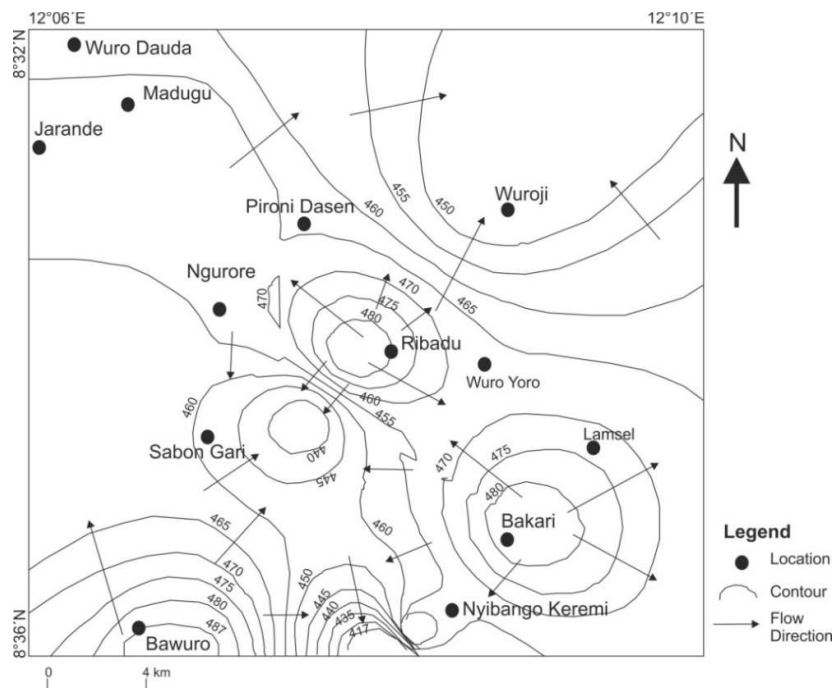 12°06´E
12°10´E
8°32´N
8°36´N
Wuro Dauda
Madugu
Jarande
N
455
460
450
Wuroji
Pironi Dasen
Ngurore
470
470
465
475
480
Ribadu
Wuro Yoro
460
455
460
Sabon Gari
440
445
Lamsel
470
475
480
460
Bakari
465
470
475
480
487
450
445
440
435
417
Nyibango Keremi
Bawuro
Legend
Location
Contour
Flow
Direction
0
4 km